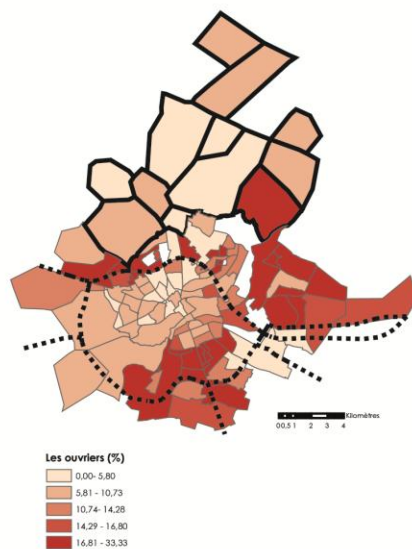 Kilomètres
0 0,5 1 2 3 4
Les ouvriers (%)
0,00- 5,80
5,81 - 10,73
10,74 - 14,28
14,29 - 16,80
16,81 - 33,33